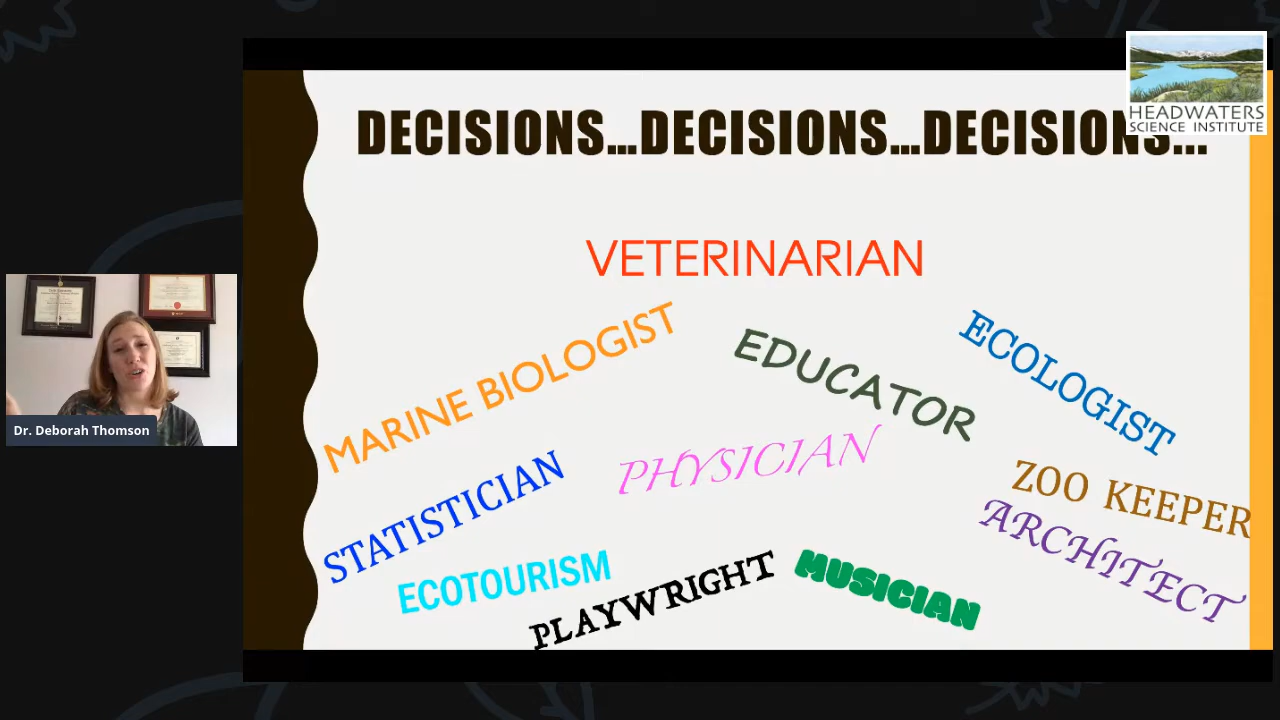 DECISIONS...DECISIONS...DECISIONS...
HEADWATERS
SCIENCE INSTITUTE
VETERINARIAN
MARINE BIOLOGIST
EDUCATOR
ECOLOGIST
PHYSICIAN
STATISTICIAN
ZOO KEEPER
ARCHITECT
ECOTOURISM
PLAYWRIGHT
MUSICIAN
Dr. Deborah Thomson